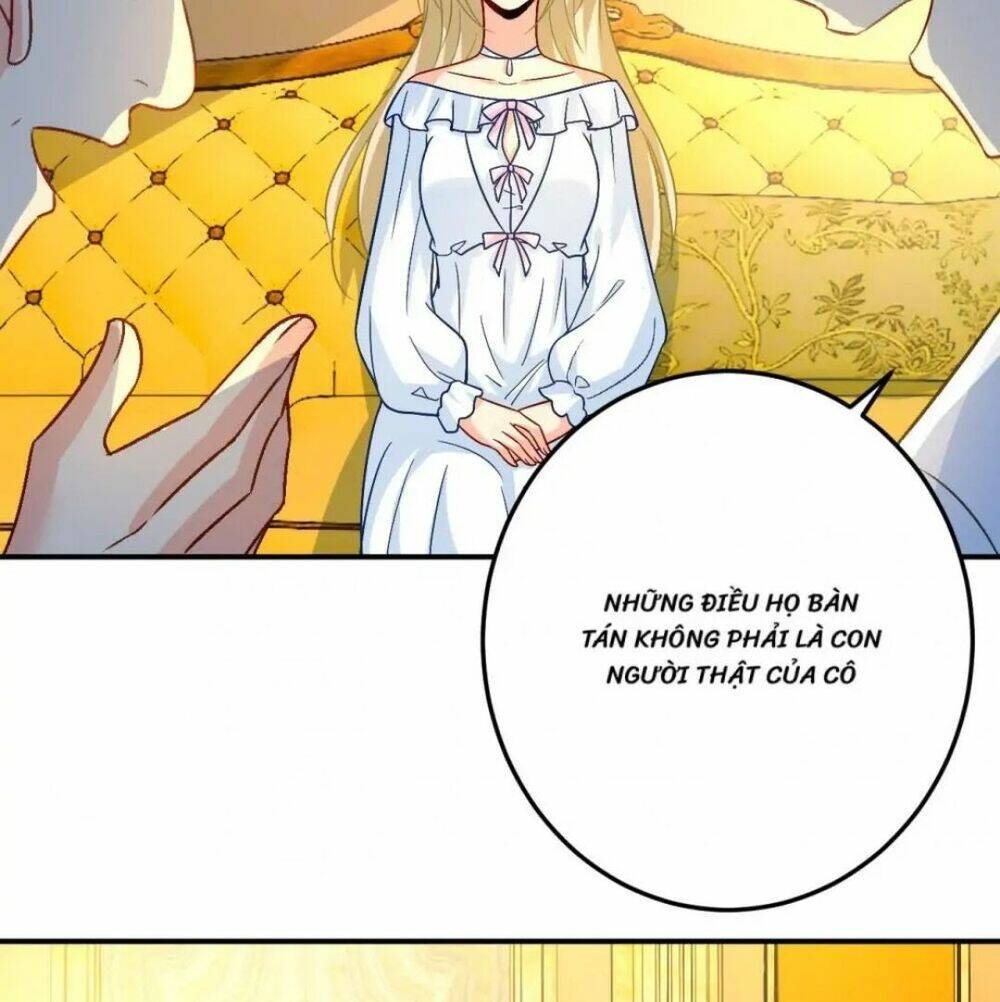 NHỮNG ĐIỀU HỌ BÀN
TÁN KHÔNG PHẢI LÀ CON
NGƯỜI THẬT CỦA CÔ